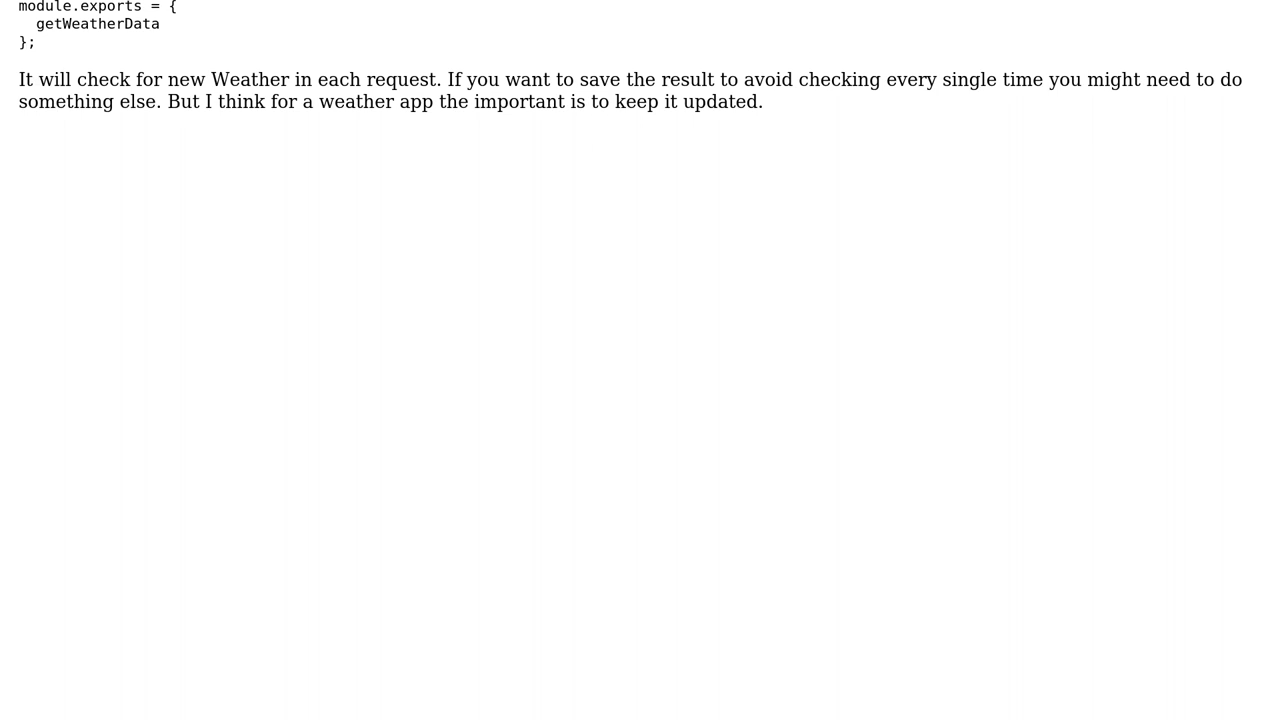 module.exports = {
  getWeatherData
};
It will check for new Weather in each request. If you want to save the result to avoid checking every single time you might need to do
something else. But I think for a weather app the important is to keep it updated.